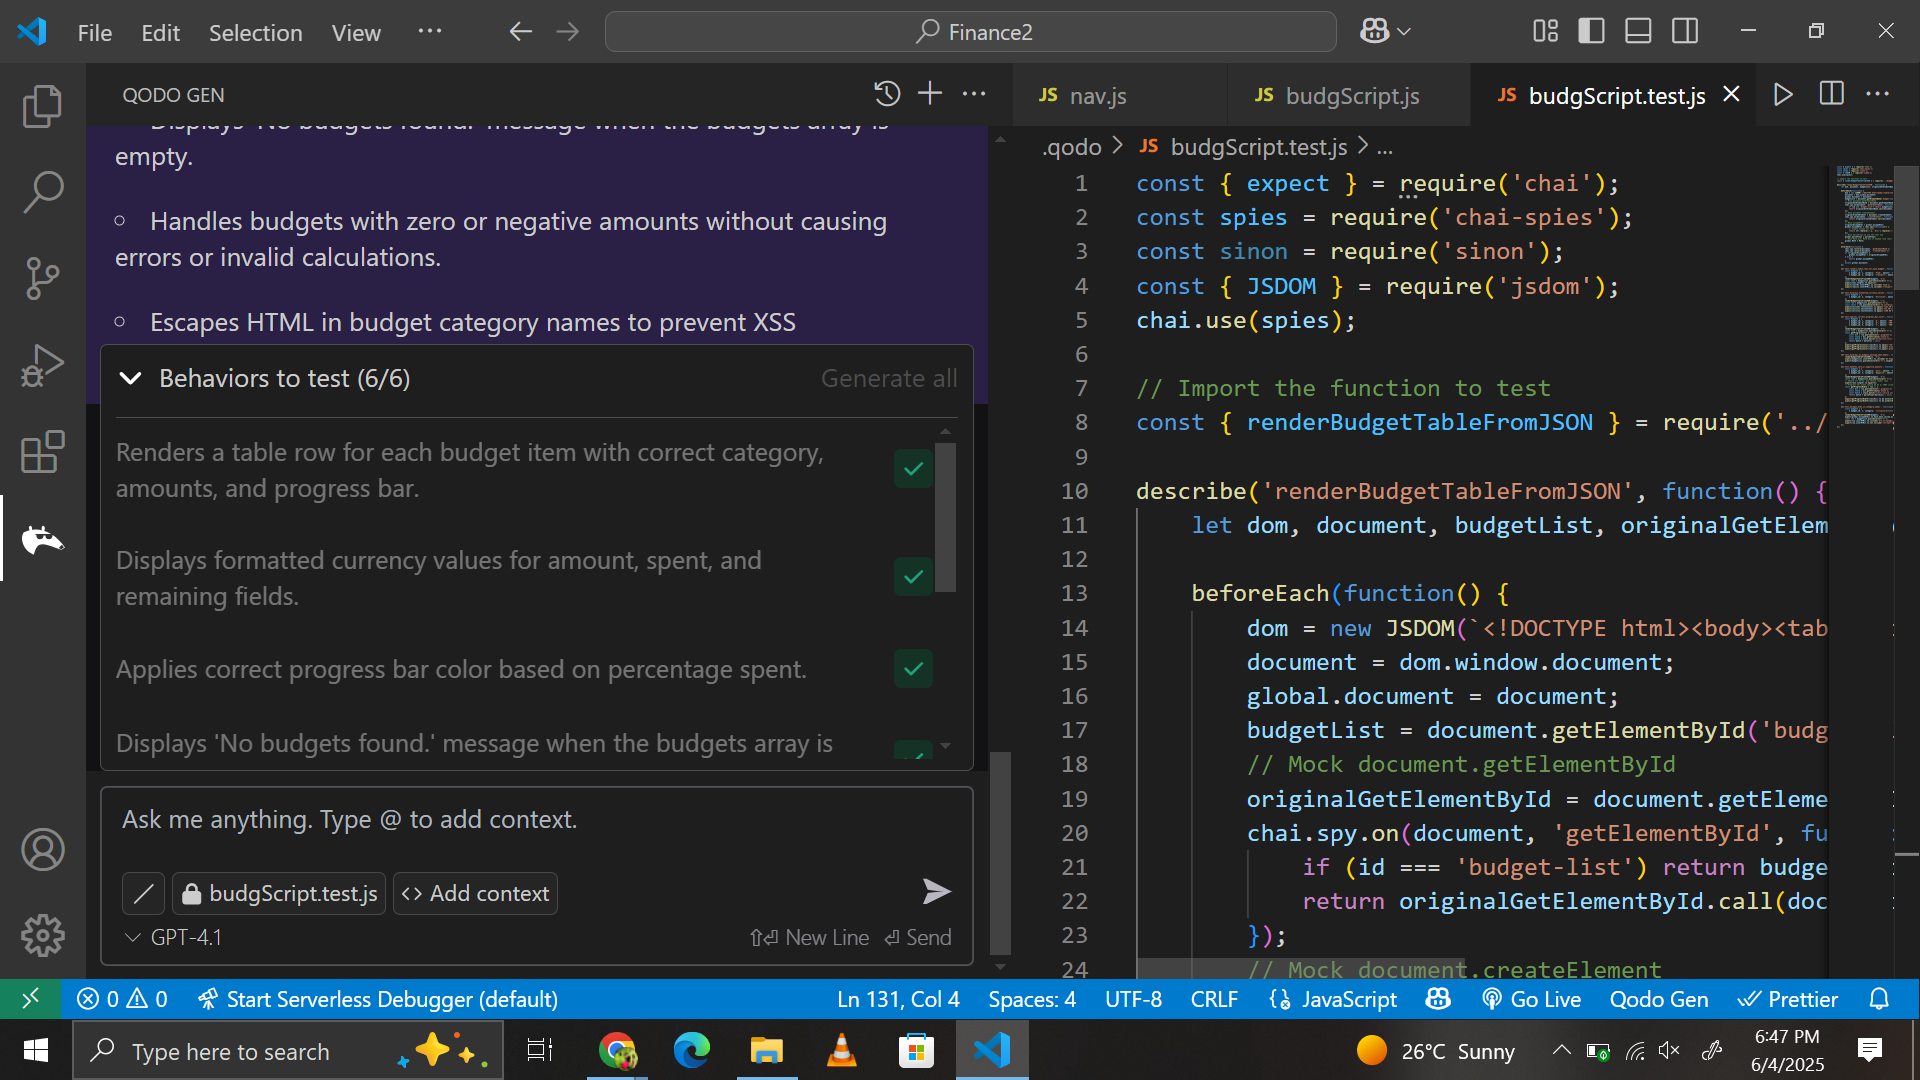 File Edit Selection View ···
Finance2
QODO GEN
Displays 'No budgets found.' message when the budgets array is
empty.
Handles budgets with zero or negative amounts without causing
errors or invalid calculations.
Escapes HTML in budget category names to prevent XSS
Behaviors to test (6/6)
Generate all
Renders a table row for each budget item with correct category,
amounts, and progress bar.
Displays formatted currency values for amount, spent, and
remaining fields.
Applies correct progress bar color based on percentage spent.
Displays 'No budgets found.' message when the budgets array is
Ask me anything. Type @ to add context.
budgScript.test.js
<> Add context
GPT-4.1
New Line
Send
JS nav.js
JS budgScript.js
JS budgScript.test.js
.qodo > JS budgScript.test.js > ...
1 const { expect } = require('chai');
2 const spies = require('chai-spies');
3 const sinon = require('sinon');
4 const { JSDOM } = require('jsdom');
5 chai.use(spies);
6
7 // Import the function to test
8 const { renderBudgetTableFromJSON } = require('../
9
10 describe('renderBudgetTableFromJSON', function() {
11 let dom, document, budgetList, originalGetElem
12
13 beforeEach(function() {
14 dom = new JSDOM(`<!DOCTYPE html><body><tab
15 document = dom.window.document;
16 global.document = document;
17 budgetList = document.getElementById('budg
18 // Mock document.getElementById
19 originalGetElementById = document.getEleme
20 chai.spy.on(document, 'getElementById', fu
21 if (id === 'budget-list') return budge
22 return originalGetElementById.call(doc
23 });
24 // Mock document.createElement
0 0
Start Serverless Debugger (default)
Ln 131, Col 4
Spaces: 4
UTF-8
CRLF
JavaScript
Go Live
Qodo Gen
Prettier
Type here to search
26°C Sunny
6:47 PM
6/4/2025